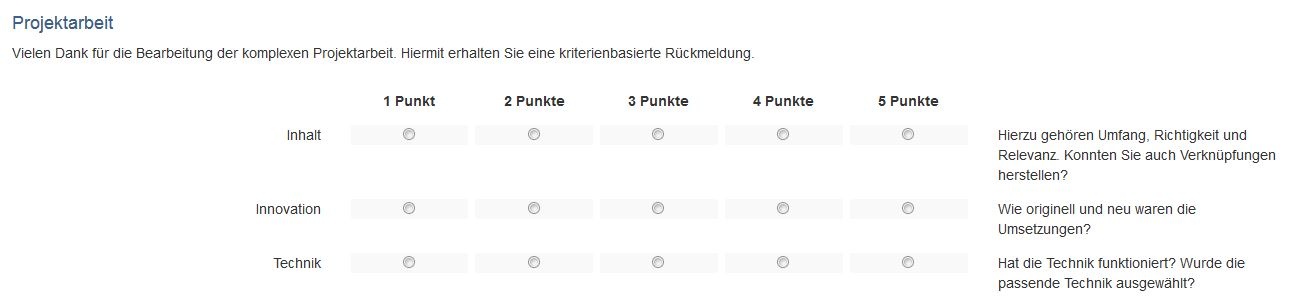 Projektarbeit
Vielen Dank für die Bearbeitung der komplexen Projektarbeit. Hiermit erhalten Sie eine kriterienbasierte Rückmeldung.
1 Punkt 2 Punkte 3 Punkte 4 Punkte 5 Punkte
Inhalt Hierzu gehören Umfang, Richtigkeit und
Relevanz. Konnten Sie auch Verknüpfungen
herstellen?
Innovation Wie originell und neu waren die
Umsetzungen?
Technik Hat die Technik funktioniert? Wurde die
passende Technik ausgewählt?